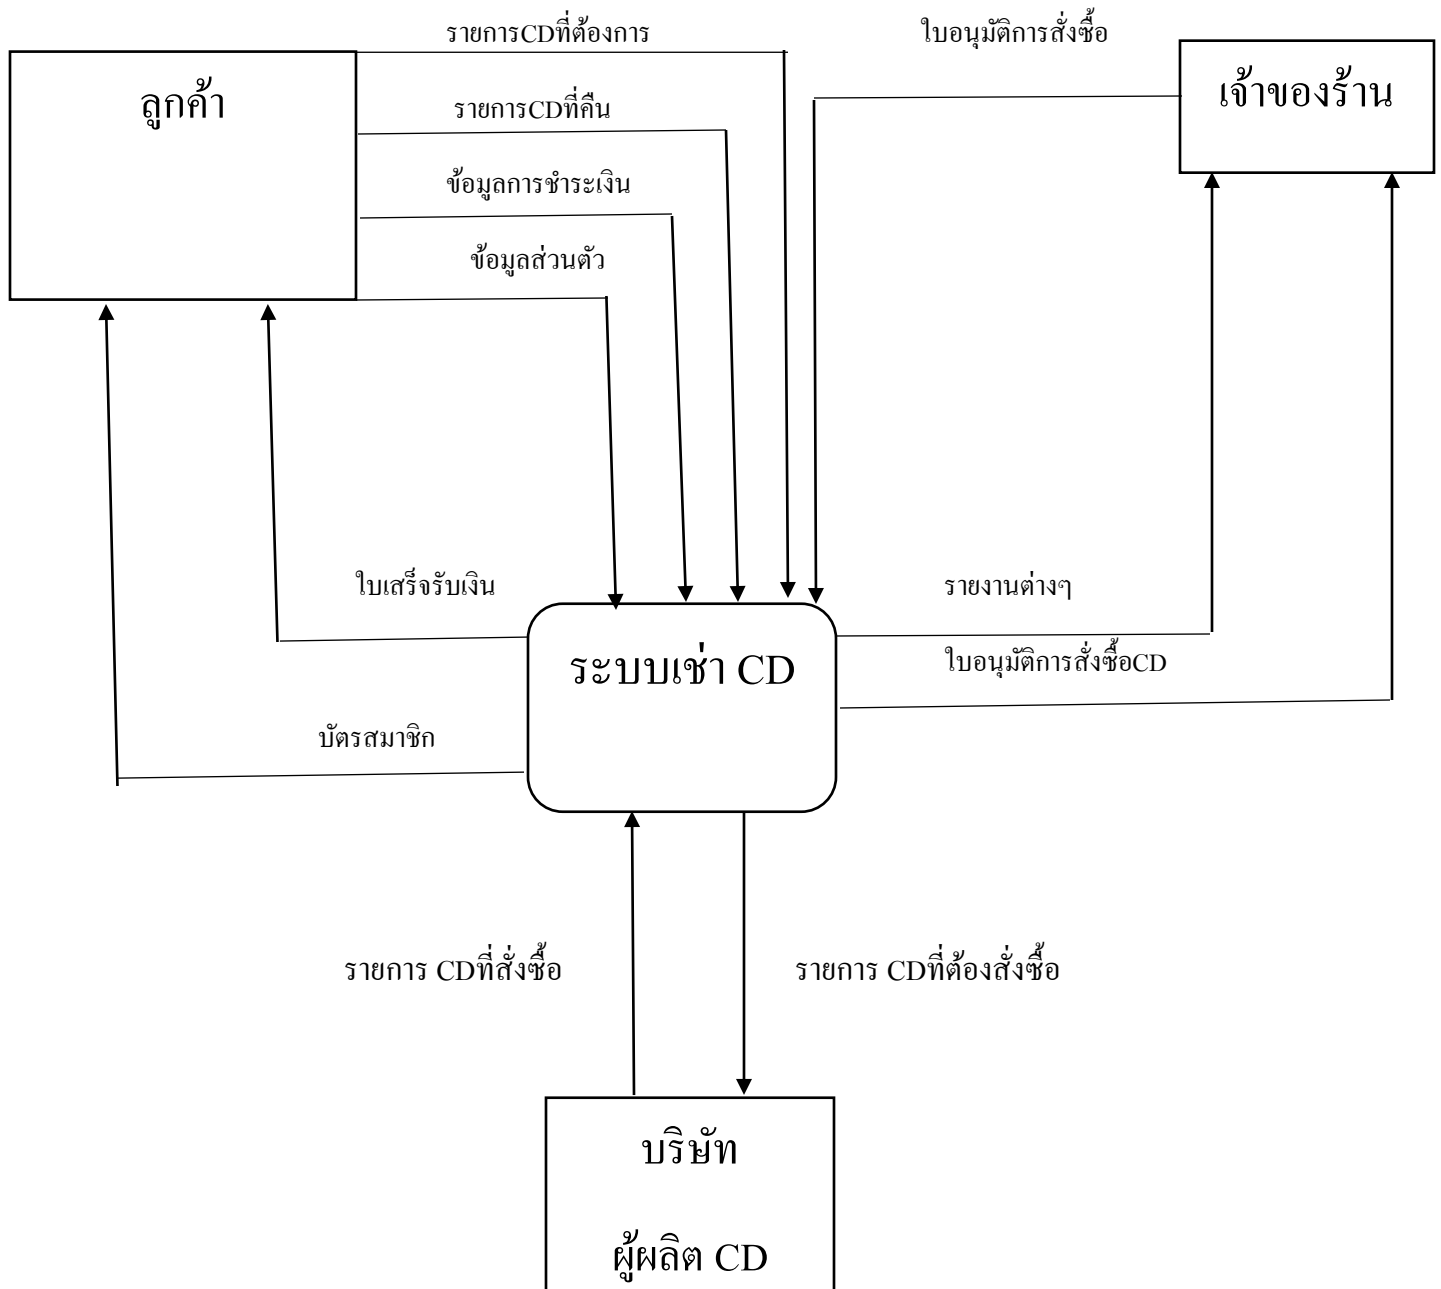 รายการCDที่ต้องการ
ใบอนุมัติการสั่งซื้อ
ลูกค้า
เจ้าของร้าน
รายการCDที่คืน
ข้อมูลการชำระเงิน
ข้อมูลส่วนตัว
ใบเสร็จรับเงิน
รายงานต่างๆ
ระบบเช่า CD
ใบอนุมัติการสั่งซื้อCD
บัตรสมาชิก
รายการ CDที่สั่งซื้อ
รายการ CDที่ต้องสั่งซื้อ
บริษัท
ผู้ผลิต CD